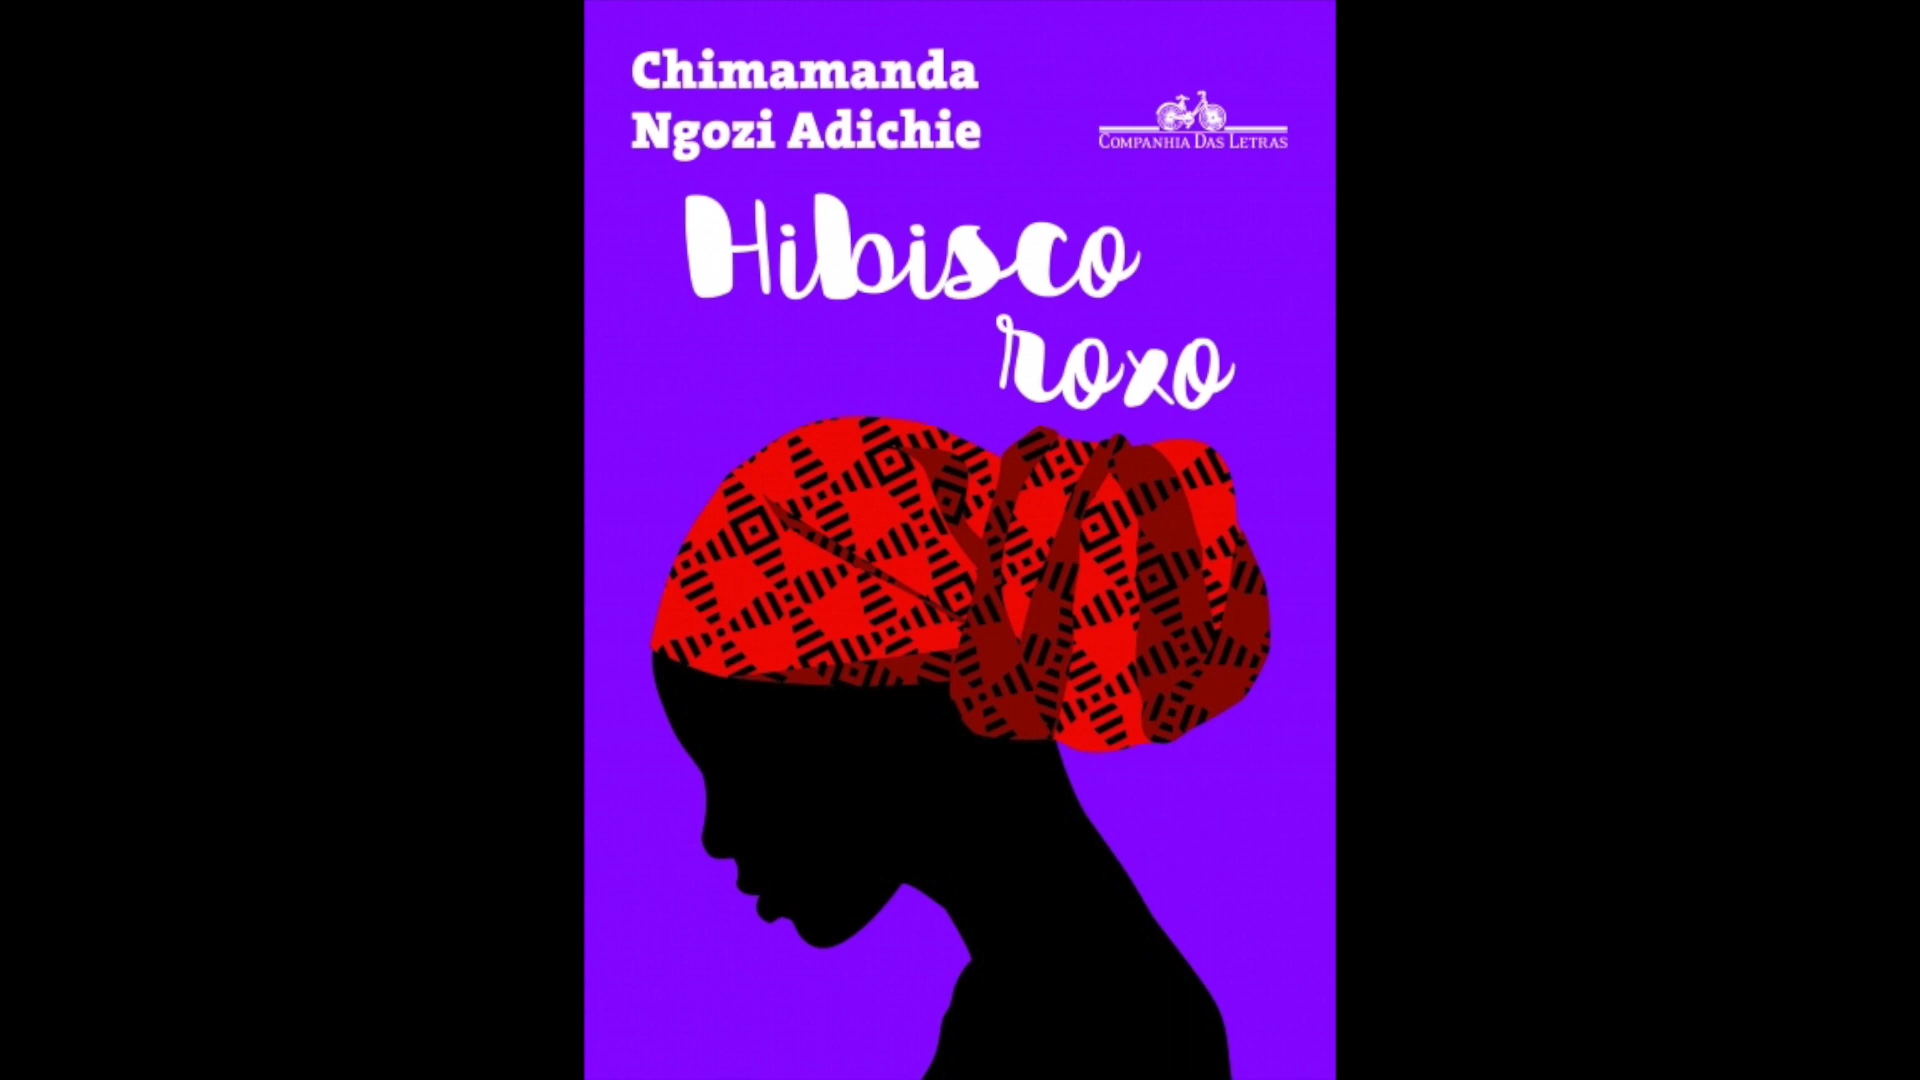 Chimamanda
Ngozi Adichie
COMPANHIA DAS LETRAS
Hibisco
roxo